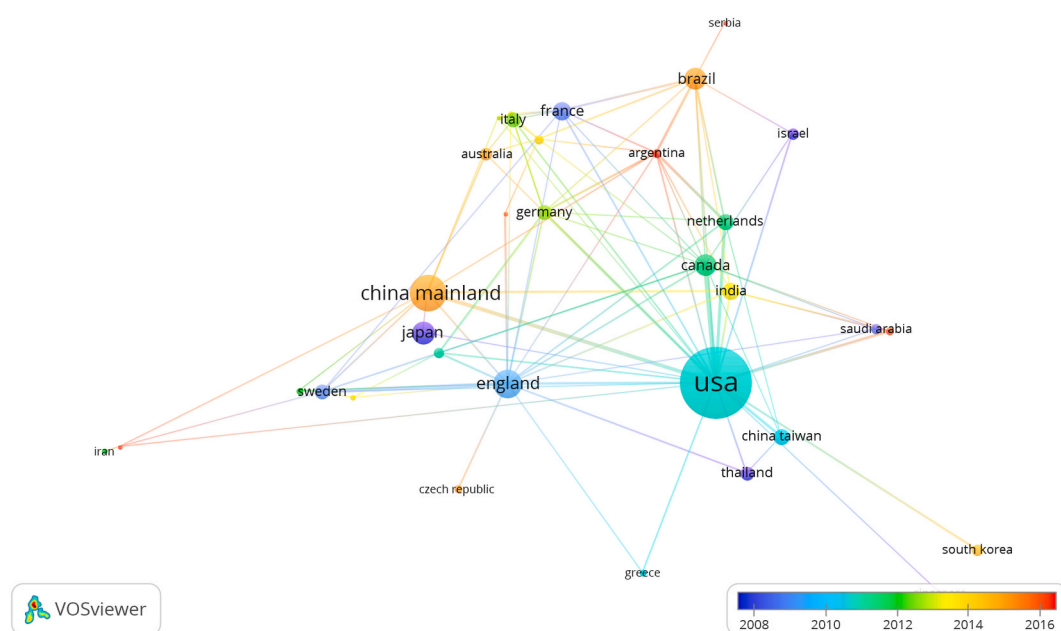 serbia
brazil
france
italy
israel
australia
argentina
germany
netherlands
canada
india
china mainland
japan
saudi arabia
usa
england
sweden
china taiwan
iran
thailand
czech republic
south korea
greece
VOSviewer
2008 2010 2012 2014 2016